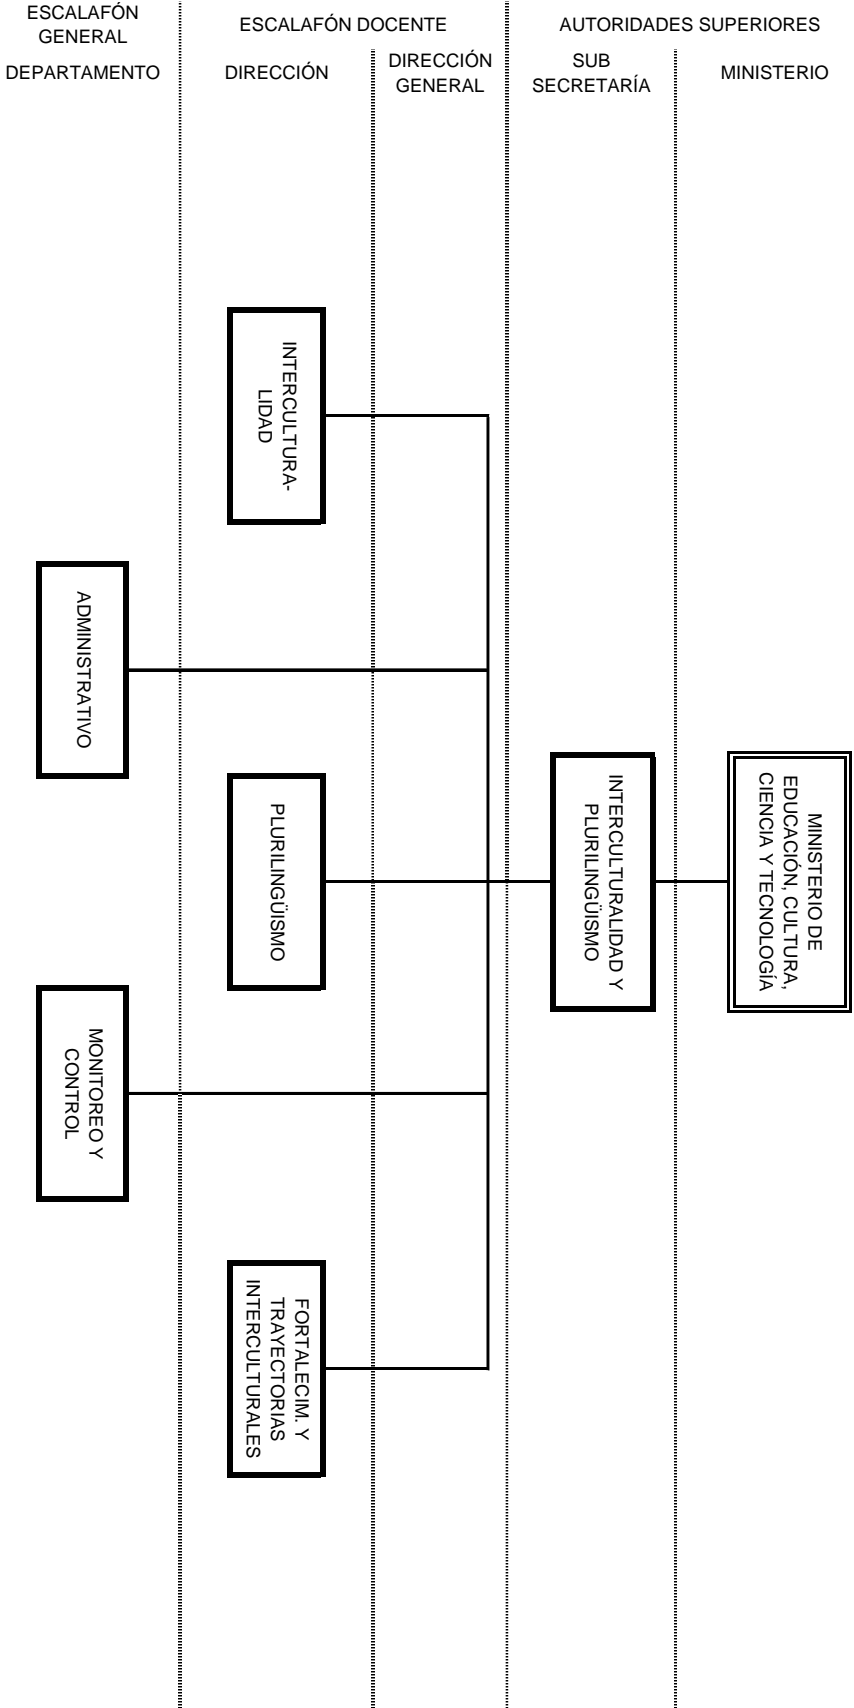 ESCALAFÓN
GENERAL
ESCALAFÓN DOCENTE
AUTORIDADES SUPERIORES
DEPARTAMENTO
DIRECCIÓN
DIRECCIÓN
GENERAL
SUB
SECRETARÍA
MINISTERIO
INTERCULTURA-
LIDAD
ADMINISTRATIVO
PLURILINGÜISMO
INTERCULTURALIDAD Y
PLURILINGÜISMO
MINISTERIO DE
EDUCACIÓN, CULTURA,
CIENCIA Y TECNOLOGÍA
MONITOREO Y
CONTROL
FORTALECIM. Y
TRAYECTORIAS
INTERCULTURALES